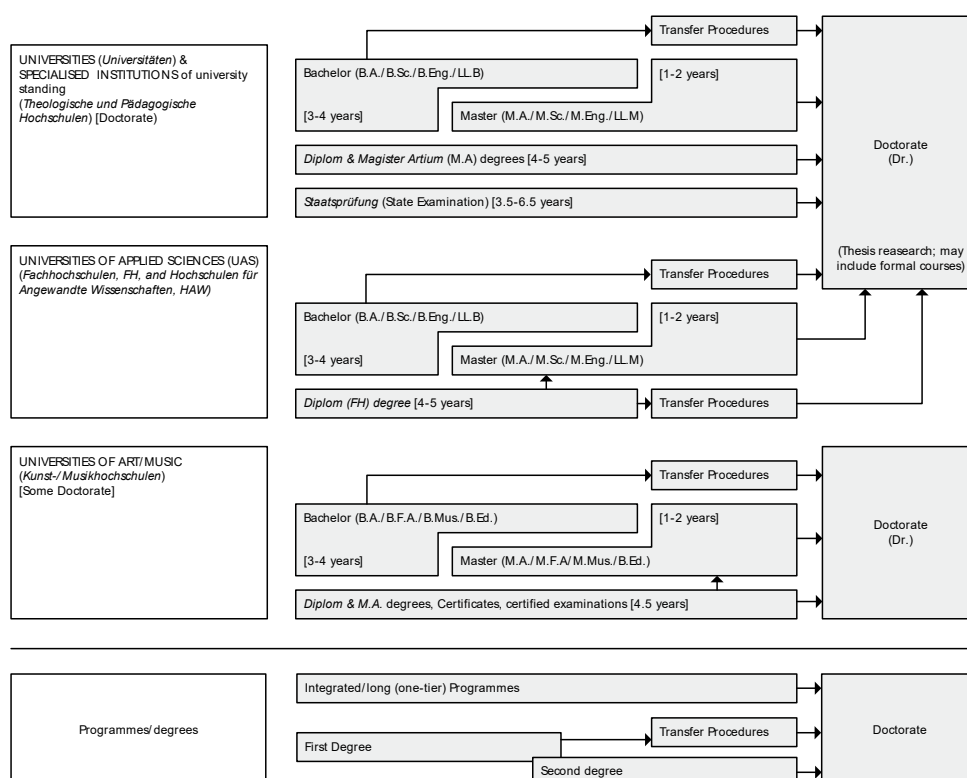 UNIVERSITIES (Universitäten) &
SPECIALISED INSTITUTIONS of university
standing
(Theologische und Pädagogische
Hochschulen) [Doctorate]
Transfer Procedures
Bachelor (B.A./B.Sc./B.Eng./LL.B)
[1-2 years]
[3-4 years]
Master (M.A./M.Sc./M.Eng./LL.M)
Diplom & Magister Artium (M.A) degrees [4-5 years]
Staatsprüfung (State Examination) [3.5-6.5 years]
Doctorate
(Dr.)
(Thesis reasearch; may
include formal courses)
UNIVERSITIES OF APPLIED SCIENCES (UAS)
(Fachhochschulen, FH, and Hochschulen für
Angewandte Wissenschaften, HAW)
Transfer Procedures
Bachelor (B.A./B.Sc./B.Eng./LL.B)
[1-2 years]
[3-4 years]
Master (M.A./M.Sc./M.Eng./LL.M)
Diplom (FH) degree [4-5 years]
Transfer Procedures
UNIVERSITIES OF ART/MUSIC
(Kunst-/Musikhochschulen)
[Some Doctorate]
Transfer Procedures
Bachelor (B.A./B.F.A./B.Mus./B.Ed.)
[1-2 years]
[3-4 years]
Master (M.A./M.F.A/M.Mus./B.Ed.)
Diplom & M.A. degrees, Certificates, certified examinations [4.5 years]
Doctorate
(Dr.)
Programmes/degrees
Integrated/long (one-tier) Programmes
Transfer Procedures
First Degree
Second degree
Doctorate